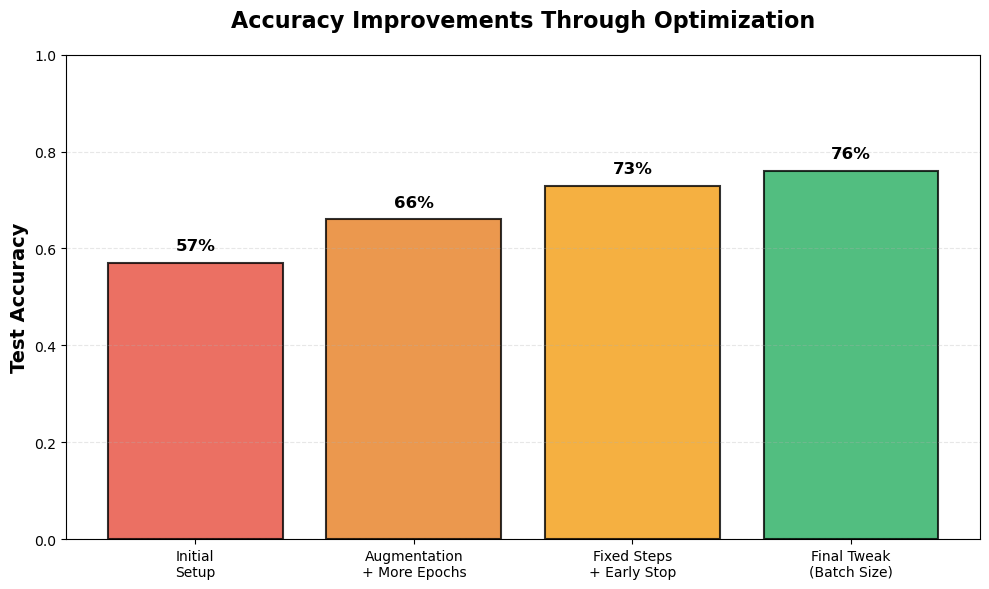 Accuracy Improvements Through Optimization
Test Accuracy
1.0
0.8
0.6
0.4
0.2
0.0
57%
66%
73%
76%
Initial
Setup
Augmentation
+ More Epochs
Fixed Steps
+ Early Stop
Final Tweak
(Batch Size)